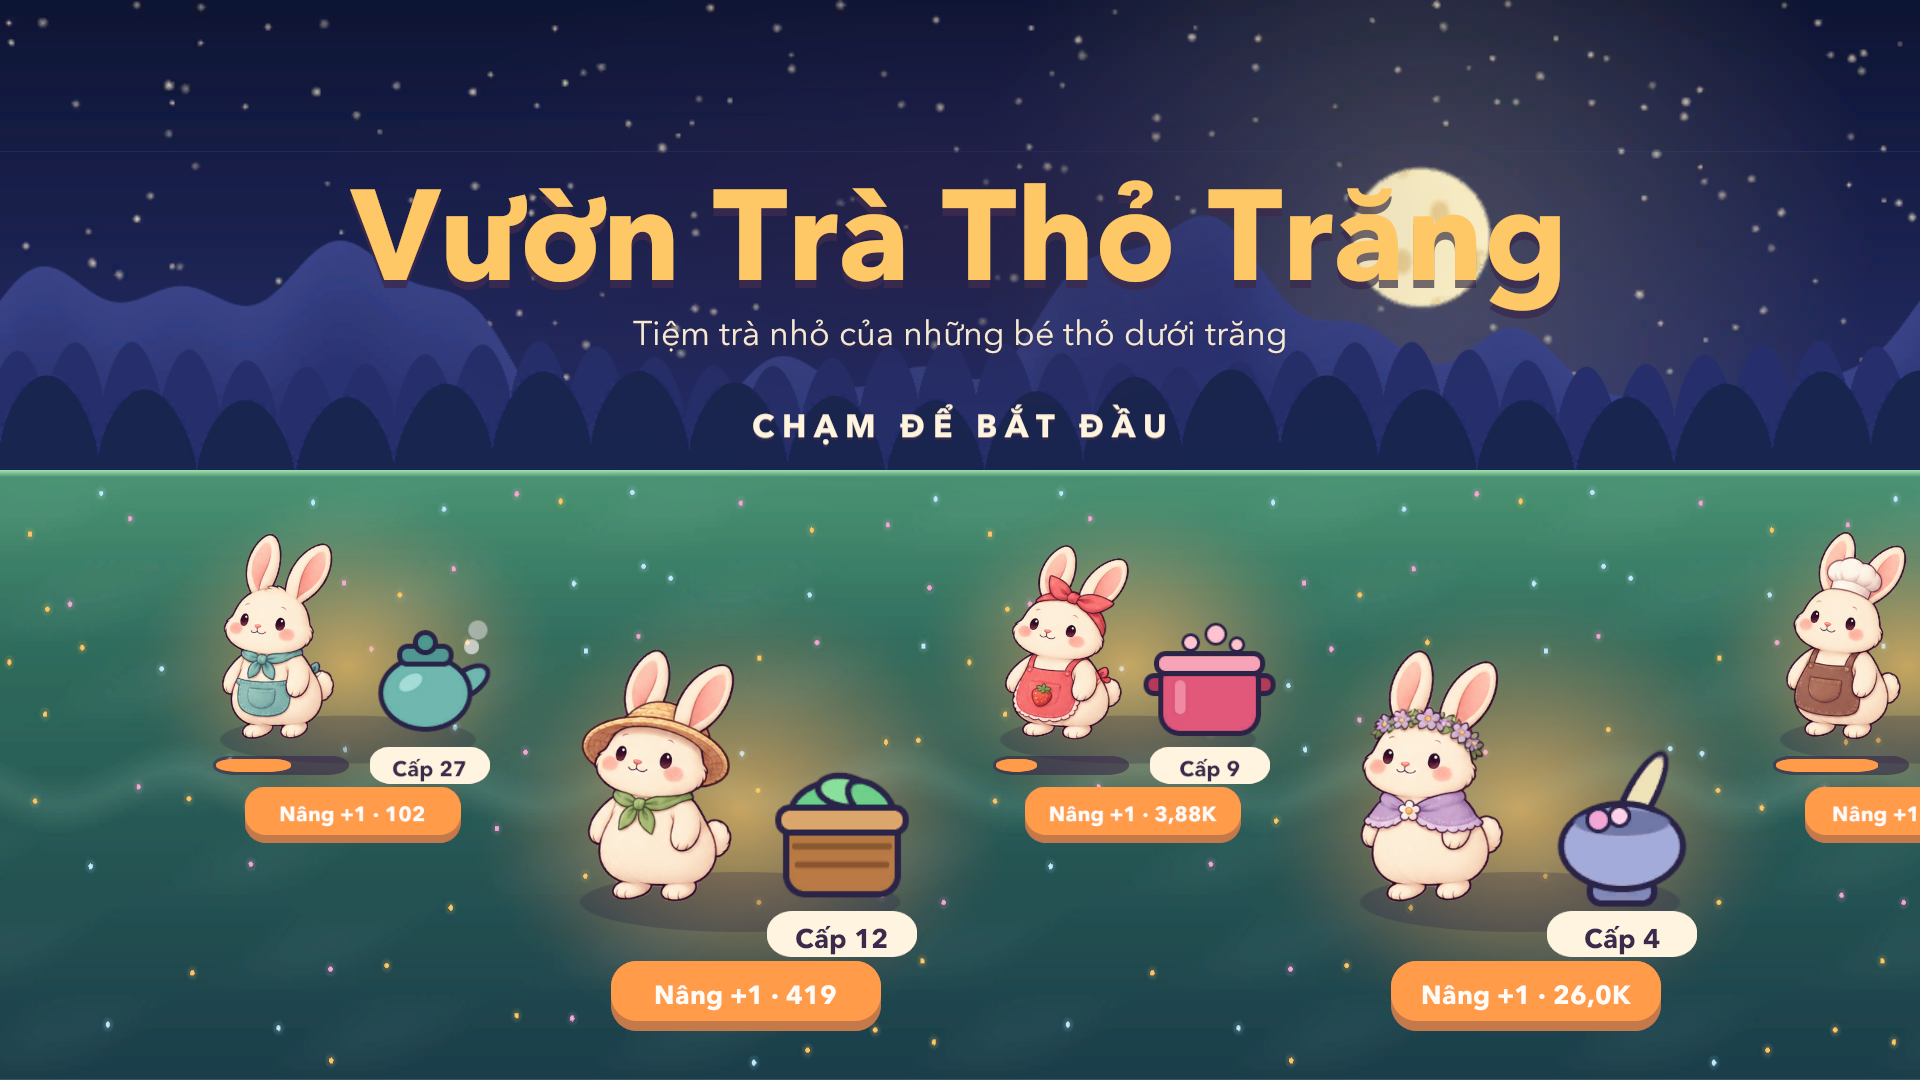 Vườn Trà Thỏ Trăng
Tiệm trà nhỏ của những bé thỏ dưới trăng
CHẠM ĐỂ BẮT ĐẦU
Cấp 27
Nâng +1 · 102
Cấp 12
Nâng +1 · 419
Cấp 9
Nâng +1 · 3,88K
Cấp 4
Nâng +1 · 26,0K
Nâng +1